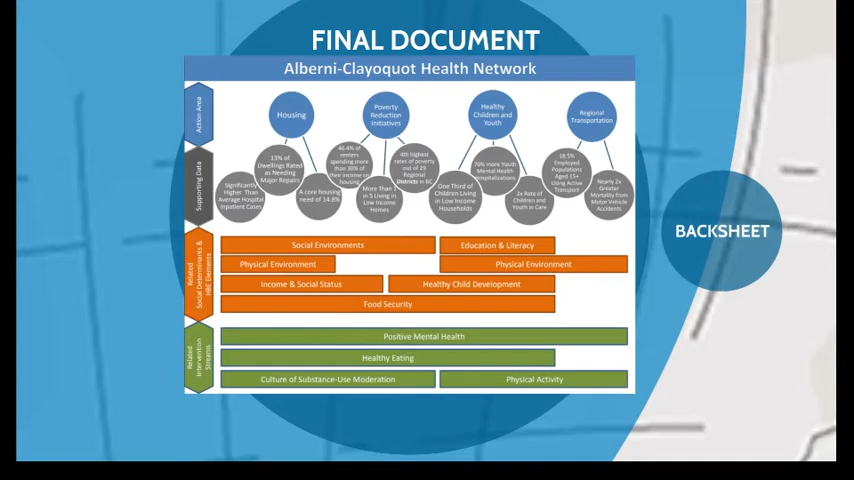 FINAL DOCUMENT
Alberni-Clayoquot Health Network
Action Area
Housing
Poverty
Reduction
Initiatives
Healthy
Children and
Youth
Regional
Transportation
Supporting Data
Significantly
Higher Than
Average Hospital
Inpatient Cases
13% of
Dwellings Rated
as Needing
Major Repairs
A core housing
need of 14.8%
46.4% of
renters
spending more
than 30% of
their income on
housing
More Than 1
in 5 Living in
Low Income
Homes
4th highest
rates of poverty
out of 29
Regional
Districts in BC
One Third of
Children Living
in Low Income
Households
76% more Youth
Mental Health
Hospitalizations
2x Rate of
Children and
Youth in Care
18.5%
Employed
Populations
Aged 15+
Using Active
Transport
Nearly 2x
Greater
Mortality from
Motor Vehicle
Accidents
BACKSHEET
Related
Social Determinants &
HBE Elements
Social Environments
Education & Literacy
Physical Environment
Physical Environment
Income & Social Status
Healthy Child Development
Food Security
Related
Intervention
Streams
Positive Mental Health
Healthy Eating
Culture of Substance-Use Moderation
Physical Activity